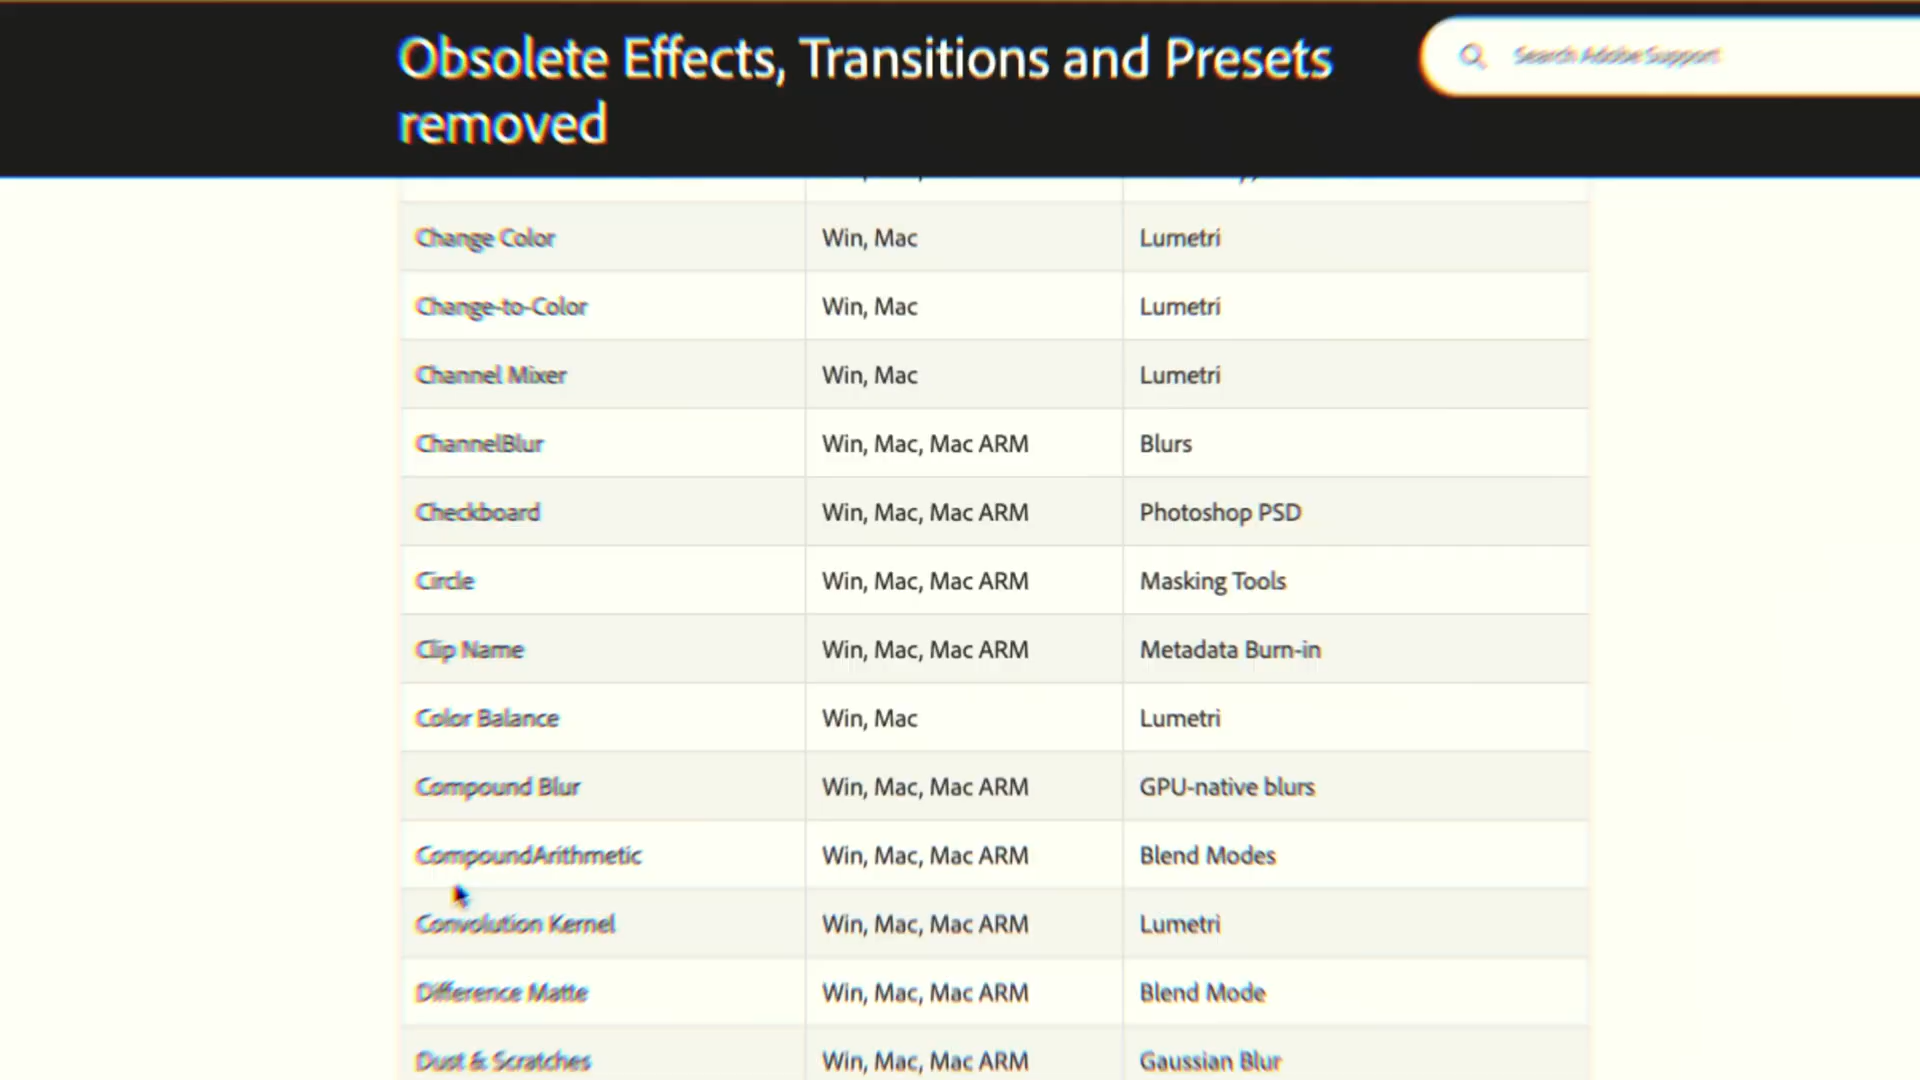 Obsolete Effects, Transitions and Presets
removed
Search Adobe Support
Change Color Win, Mac Lumetri
Change-to-Color Win, Mac Lumetri
Channel Mixer Win, Mac Lumetri
ChannelBlur Win, Mac, Mac ARM Blurs
Checkboard Win, Mac, Mac ARM Photoshop PSD
Circle Win, Mac, Mac ARM Masking Tools
Clip Name Win, Mac, Mac ARM Metadata Burn-in
Color Balance Win, Mac Lumetri
Compound Blur Win, Mac, Mac ARM GPU-native blurs
CompoundArithmetic Win, Mac, Mac ARM Blend Modes
Convolution Kernel Win, Mac, Mac ARM Lumetri
Difference Matte Win, Mac, Mac ARM Blend Mode
Dust & Scratches Win, Mac, Mac ARM Gaussian Blur